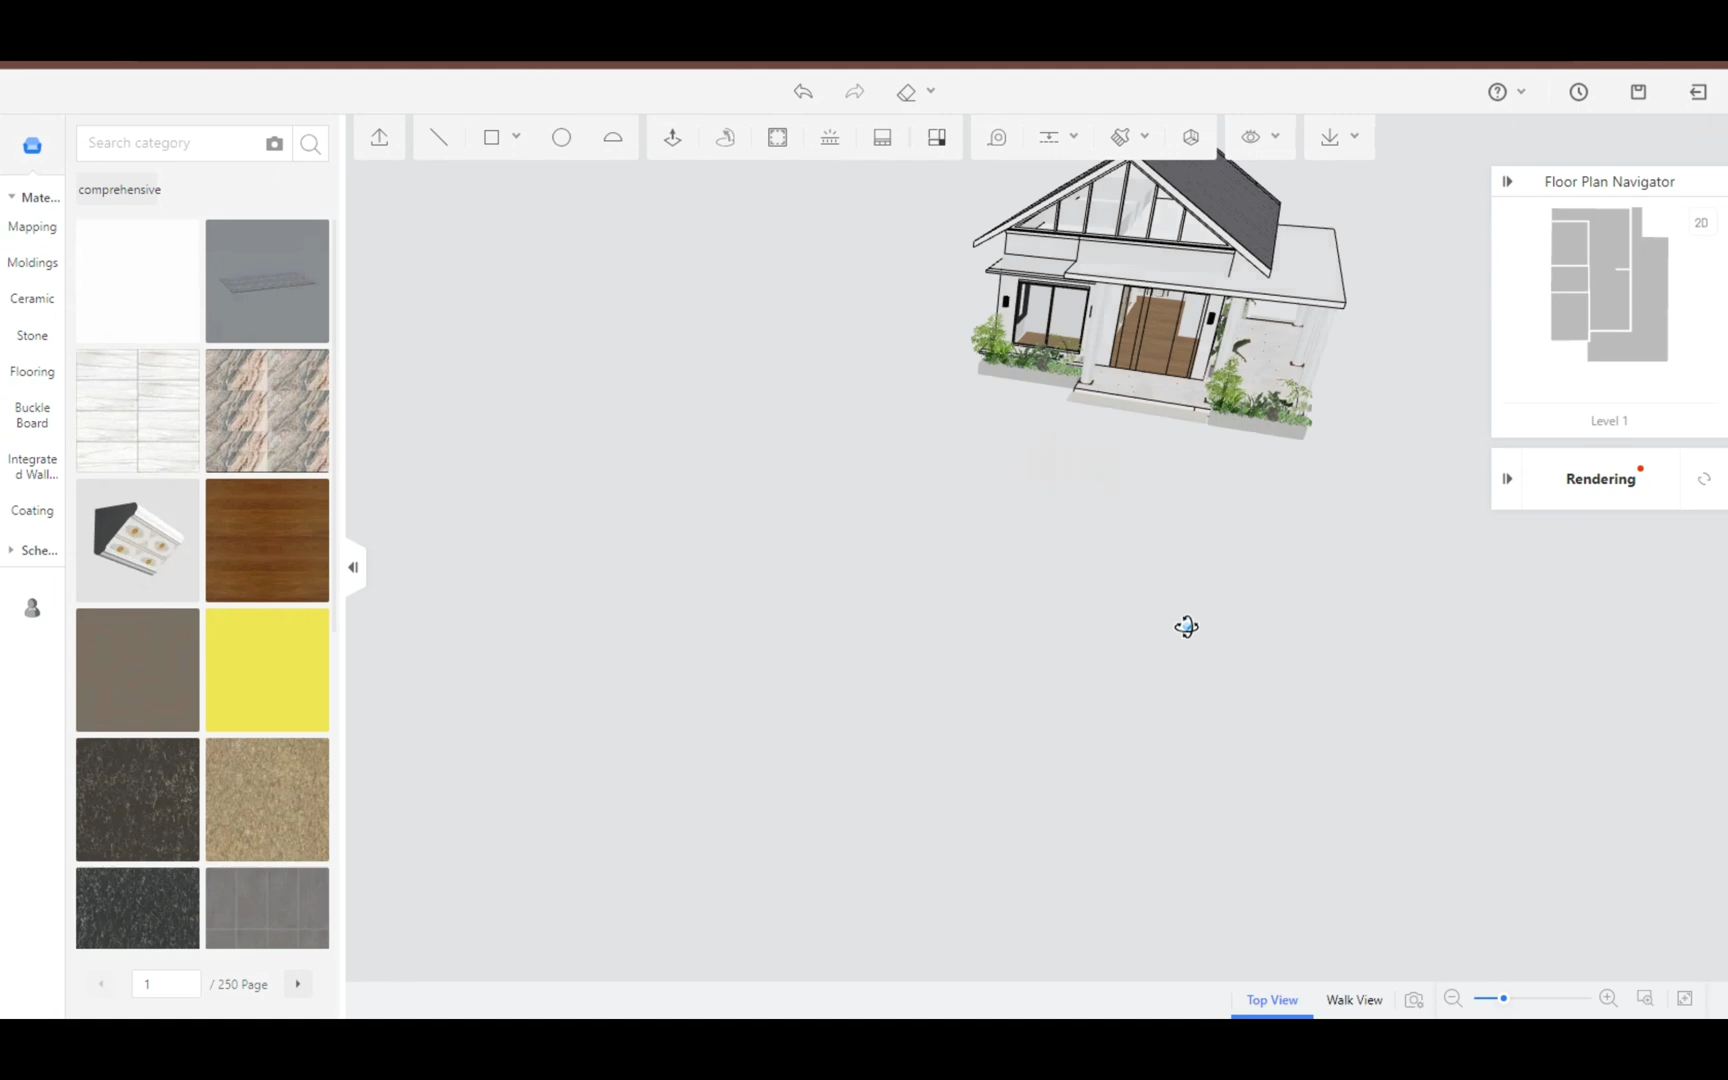 Search category
comprehensive
Mate...
Mapping
Moldings
Ceramic
Stone
Flooring
Buckle
Board
Integrate
d Wall...
Coating
Sche...
1 / 250 Page
Floor Plan Navigator
2D
Level 1
Rendering
Top View
Walk View